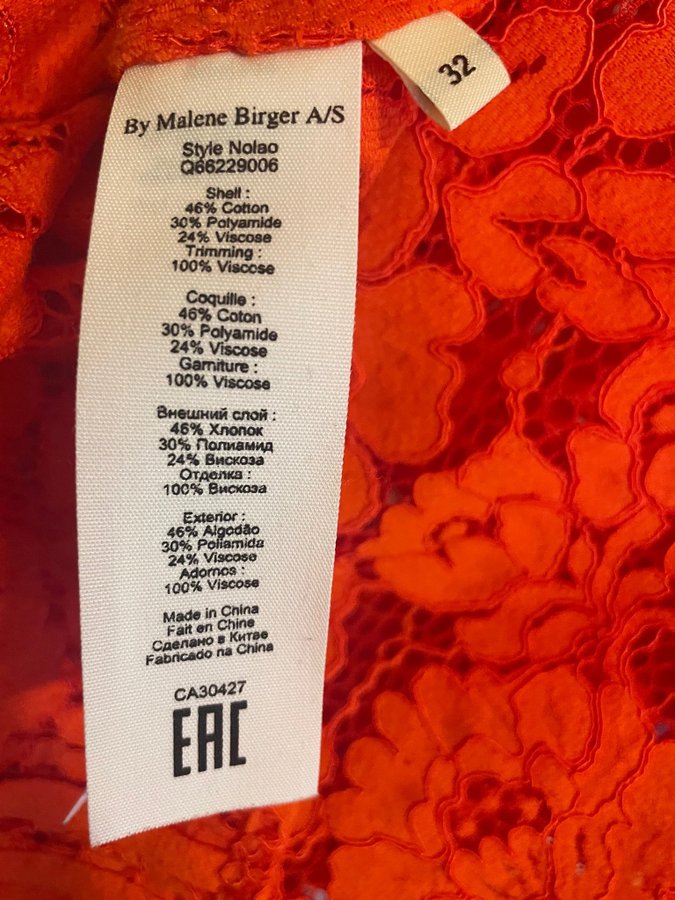 32
By Malene Birger A/S
Style Nolao
Q66229006
Shell :
46% Cotton
30% Polyamide
24% Viscose
Trimming :
100% Viscose
Coquille :
46% Coton
30% Polyamide
24% Viscose
Garniture :
100% Viscose
Внешний слой :
46% Хлопок
30% Полиамид
24% Вискоза
Отделка :
100% Вискоза
Exterior :
46% Algodão
30% Poliamida
24% Viscose
Adornos :
100% Viscose
Made in China
Fait en Chine
Сделано в Китае
Fabricado na China
CA30427
EAC